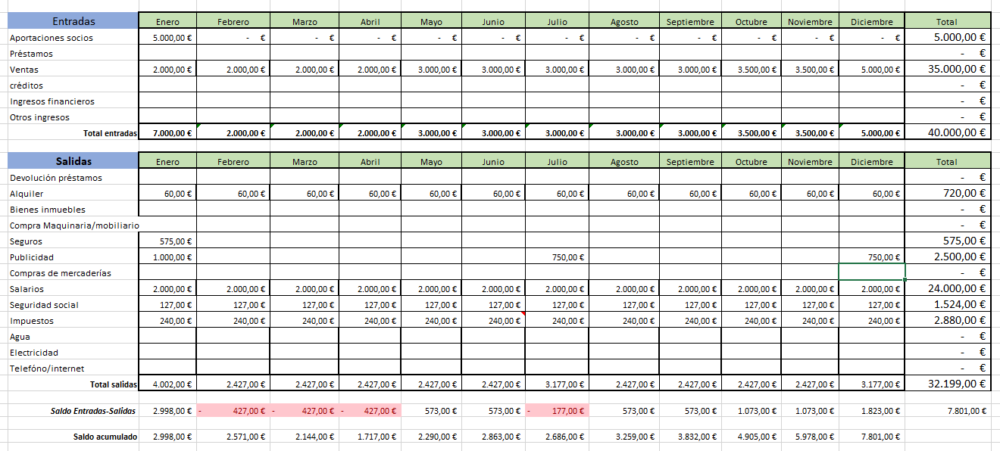 Entradas Enero Febrero Marzo Abril Mayo Junio Julio Agosto Septiembre Octubre Noviembre Diciembre Total
Aportaciones socios 5.000,00 € - € - € - € - € - € - € - € - € - € - € - € 5.000,00 €
Préstamos - €
Ventas 2.000,00 € 2.000,00 € 2.000,00 € 2.000,00 € 3.000,00 € 3.000,00 € 3.000,00 € 3.000,00 € 3.000,00 € 3.500,00 € 3.500,00 € 5.000,00 € 35.000,00 €
créditos - €
Ingresos financieros - €
Otros ingresos - €
Total entradas 7.000,00 € 2.000,00 € 2.000,00 € 2.000,00 € 3.000,00 € 3.000,00 € 3.000,00 € 3.000,00 € 3.000,00 € 3.500,00 € 3.500,00 € 5.000,00 € 40.000,00 €
Salidas Enero Febrero Marzo Abril Mayo Junio Julio Agosto Septiembre Octubre Noviembre Diciembre Total
Devolución préstamos - €
Alquiler 60,00 € 60,00 € 60,00 € 60,00 € 60,00 € 60,00 € 60,00 € 60,00 € 60,00 € 60,00 € 60,00 € 60,00 € 720,00 €
Bienes inmuebles - €
Compra Maquinaria/mobiliario - €
Seguros 575,00 € 575,00 €
Publicidad 1.000,00 € 750,00 € 750,00 € 2.500,00 €
Compras de mercaderías - €
Salarios 2.000,00 € 2.000,00 € 2.000,00 € 2.000,00 € 2.000,00 € 2.000,00 € 2.000,00 € 2.000,00 € 2.000,00 € 2.000,00 € 2.000,00 € 2.000,00 € 24.000,00 €
Seguridad social 127,00 € 127,00 € 127,00 € 127,00 € 127,00 € 127,00 € 127,00 € 127,00 € 127,00 € 127,00 € 127,00 € 127,00 € 1.524,00 €
Impuestos 240,00 € 240,00 € 240,00 € 240,00 € 240,00 € 240,00 € 240,00 € 240,00 € 240,00 € 240,00 € 240,00 € 240,00 € 2.880,00 €
Agua - €
Electricidad - €
Telefóno/internet - €
Total salidas 4.002,00 € 2.427,00 € 2.427,00 € 2.427,00 € 2.427,00 € 2.427,00 € 3.177,00 € 2.427,00 € 2.427,00 € 2.427,00 € 2.427,00 € 3.177,00 € 32.199,00 €
Saldo Entradas-Salidas 2.998,00 € - 427,00 € - 427,00 € - 427,00 € 573,00 € 573,00 € - 177,00 € 573,00 € 573,00 € 1.073,00 € 1.073,00 € 1.823,00 € 7.801,00 €
Saldo acumulado 2.998,00 € 2.571,00 € 2.144,00 € 1.717,00 € 2.290,00 € 2.863,00 € 2.686,00 € 3.259,00 € 3.832,00 € 4.905,00 € 5.978,00 € 7.801,00 €